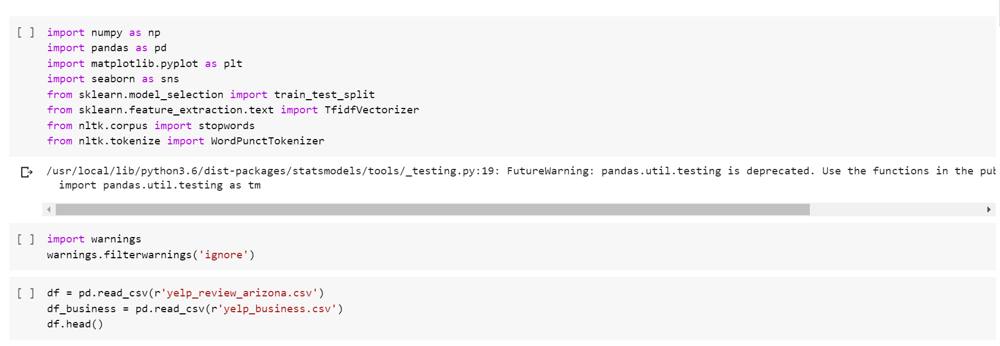 [ ] import numpy as np
import pandas as pd
import matplotlib.pyplot as plt
import seaborn as sns
from sklearn.model_selection import train_test_split
from sklearn.feature_extraction.text import TfidfVectorizer
from nltk.corpus import stopwords
from nltk.tokenize import WordPunctTokenizer
/usr/local/lib/python3.6/dist-packages/statsmodels/tools/_testing.py:19: FutureWarning: pandas.util.testing is deprecated. Use the functions in the
import pandas.util.testing as tm
[ ] import warnings
warnings.filterwarnings('ignore')
[ ] df = pd.read_csv(r'yelp_review_arizona.csv')
df_business = pd.read_csv(r'yelp_business.csv')
df.head()